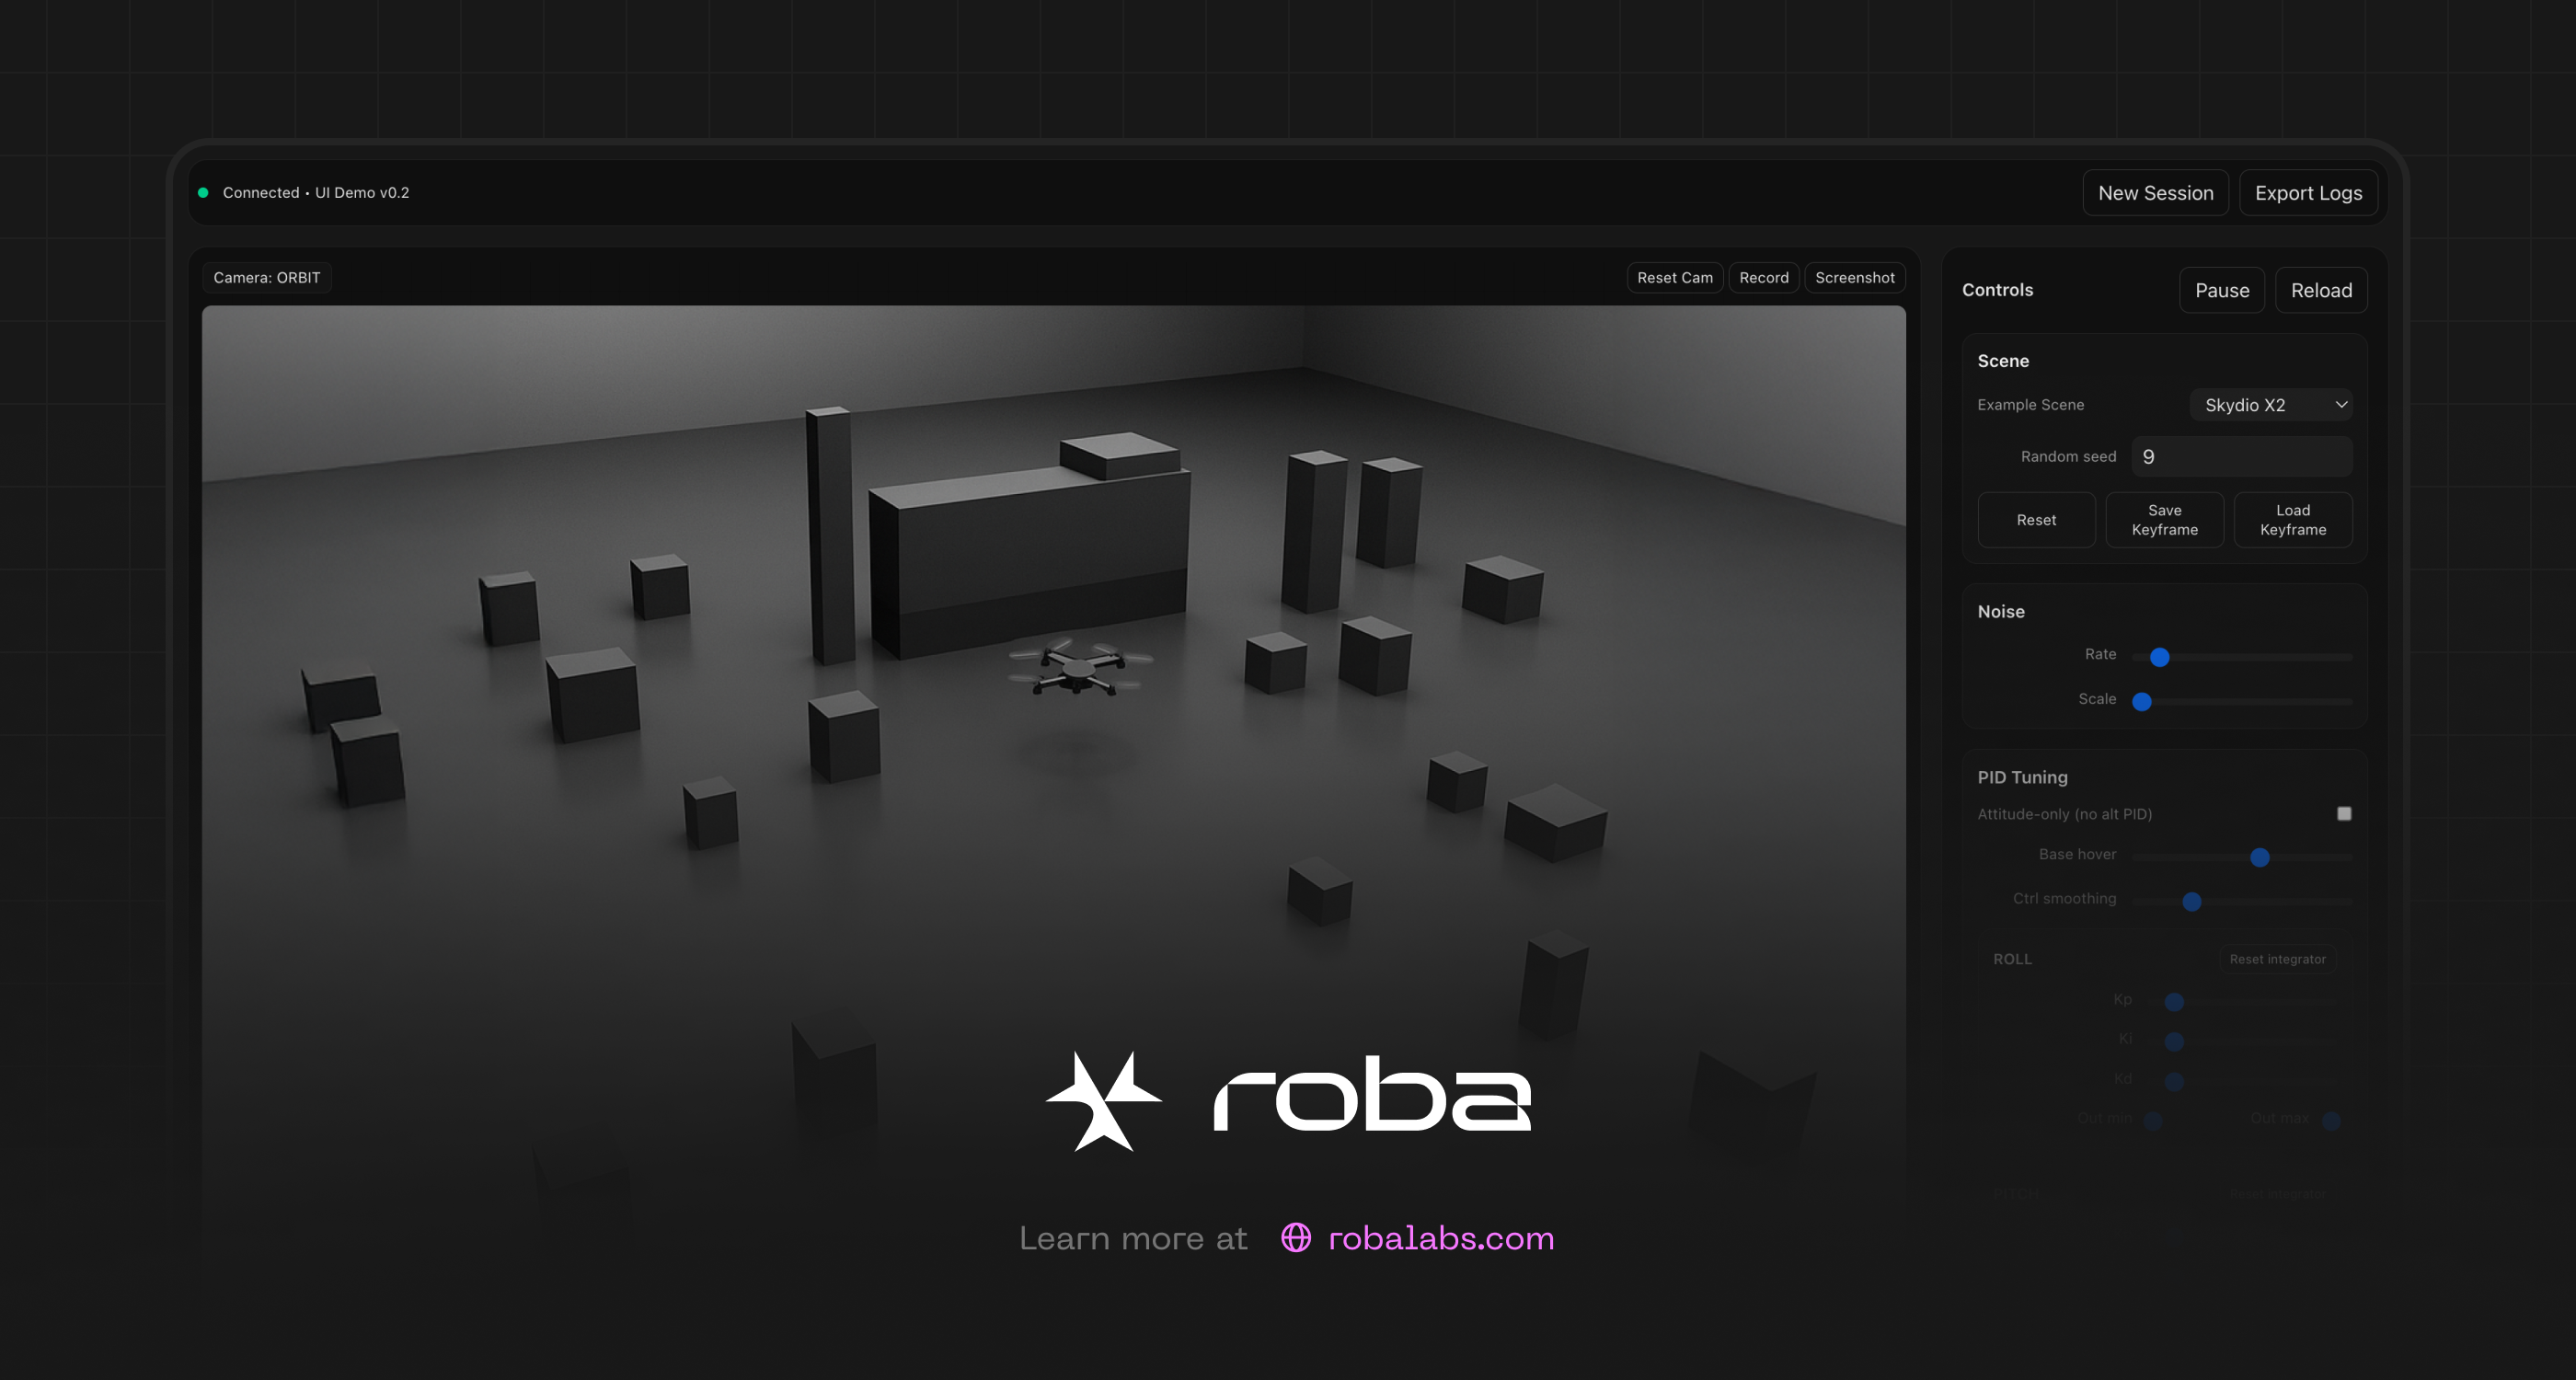 Connected • UI Demo v0.2
New Session
Export Logs
Camera: ORBIT
Reset Cam
Record
Screenshot
Controls
Pause
Reload
Scene
Example Scene
Skydio X2
Random seed
9
Reset
Save
Keyframe
Load
Keyframe
Noise
Rate
Scale
PID Tuning
Attitude-only (no alt PID)
Base hover
Ctrl smoothing
ROLL
Reset integrator
Kp
Ki
Kd
Out min
Out max
PITCH
Reset integrator
roba
Learn more at
robalabs.com